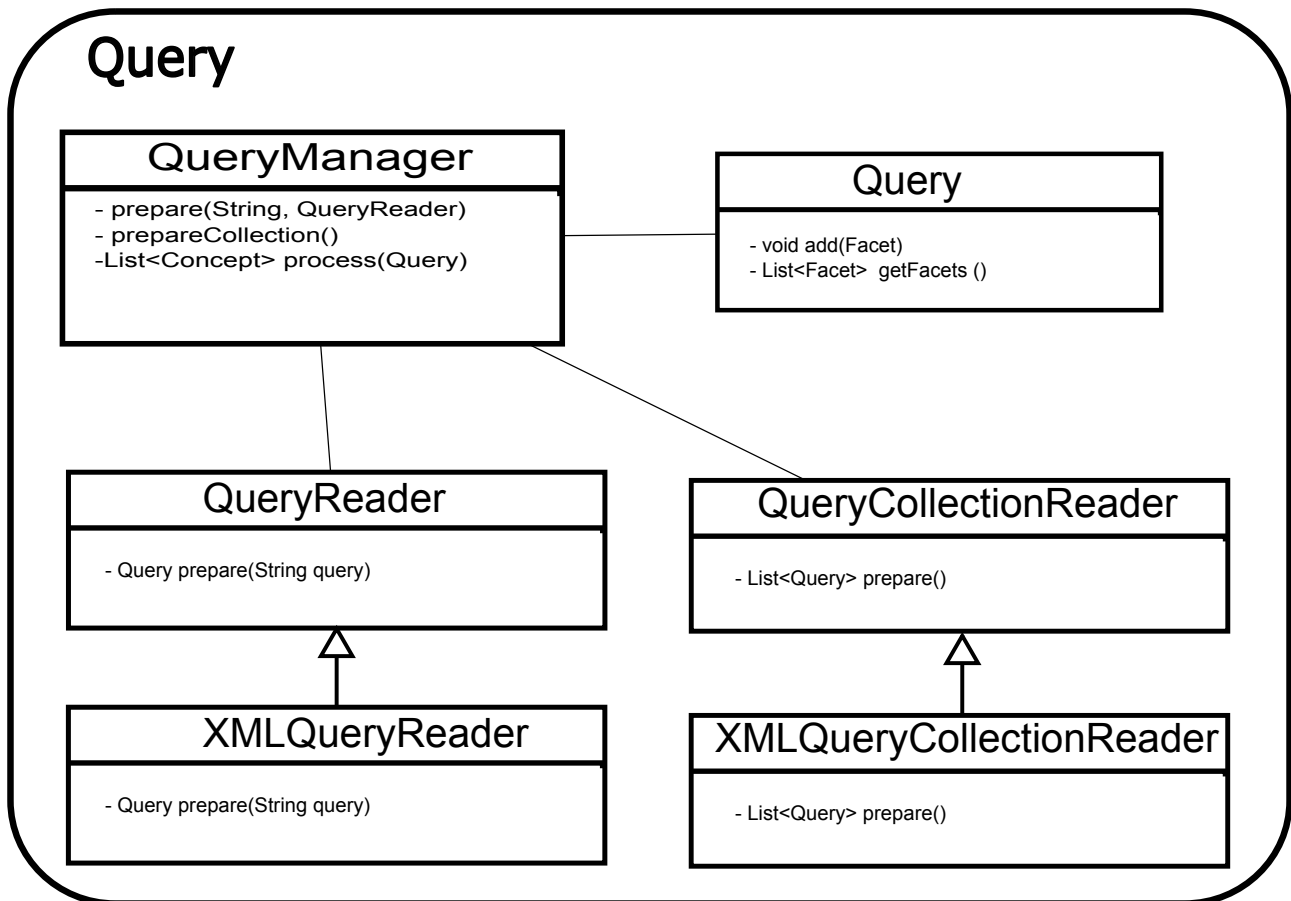 Query
QueryManager
- prepare(String, QueryReader)
- prepareCollection()
-List<Concept> process(Query)
Query
- void add(Facet)
- List<Facet>  getFacets ()
QueryReader
- Query prepare(String query)
QueryCollectionReader
- List<Query> prepare()
XMLQueryReader
- Query prepare(String query)
XMLQueryCollectionReader
- List<Query> prepare()